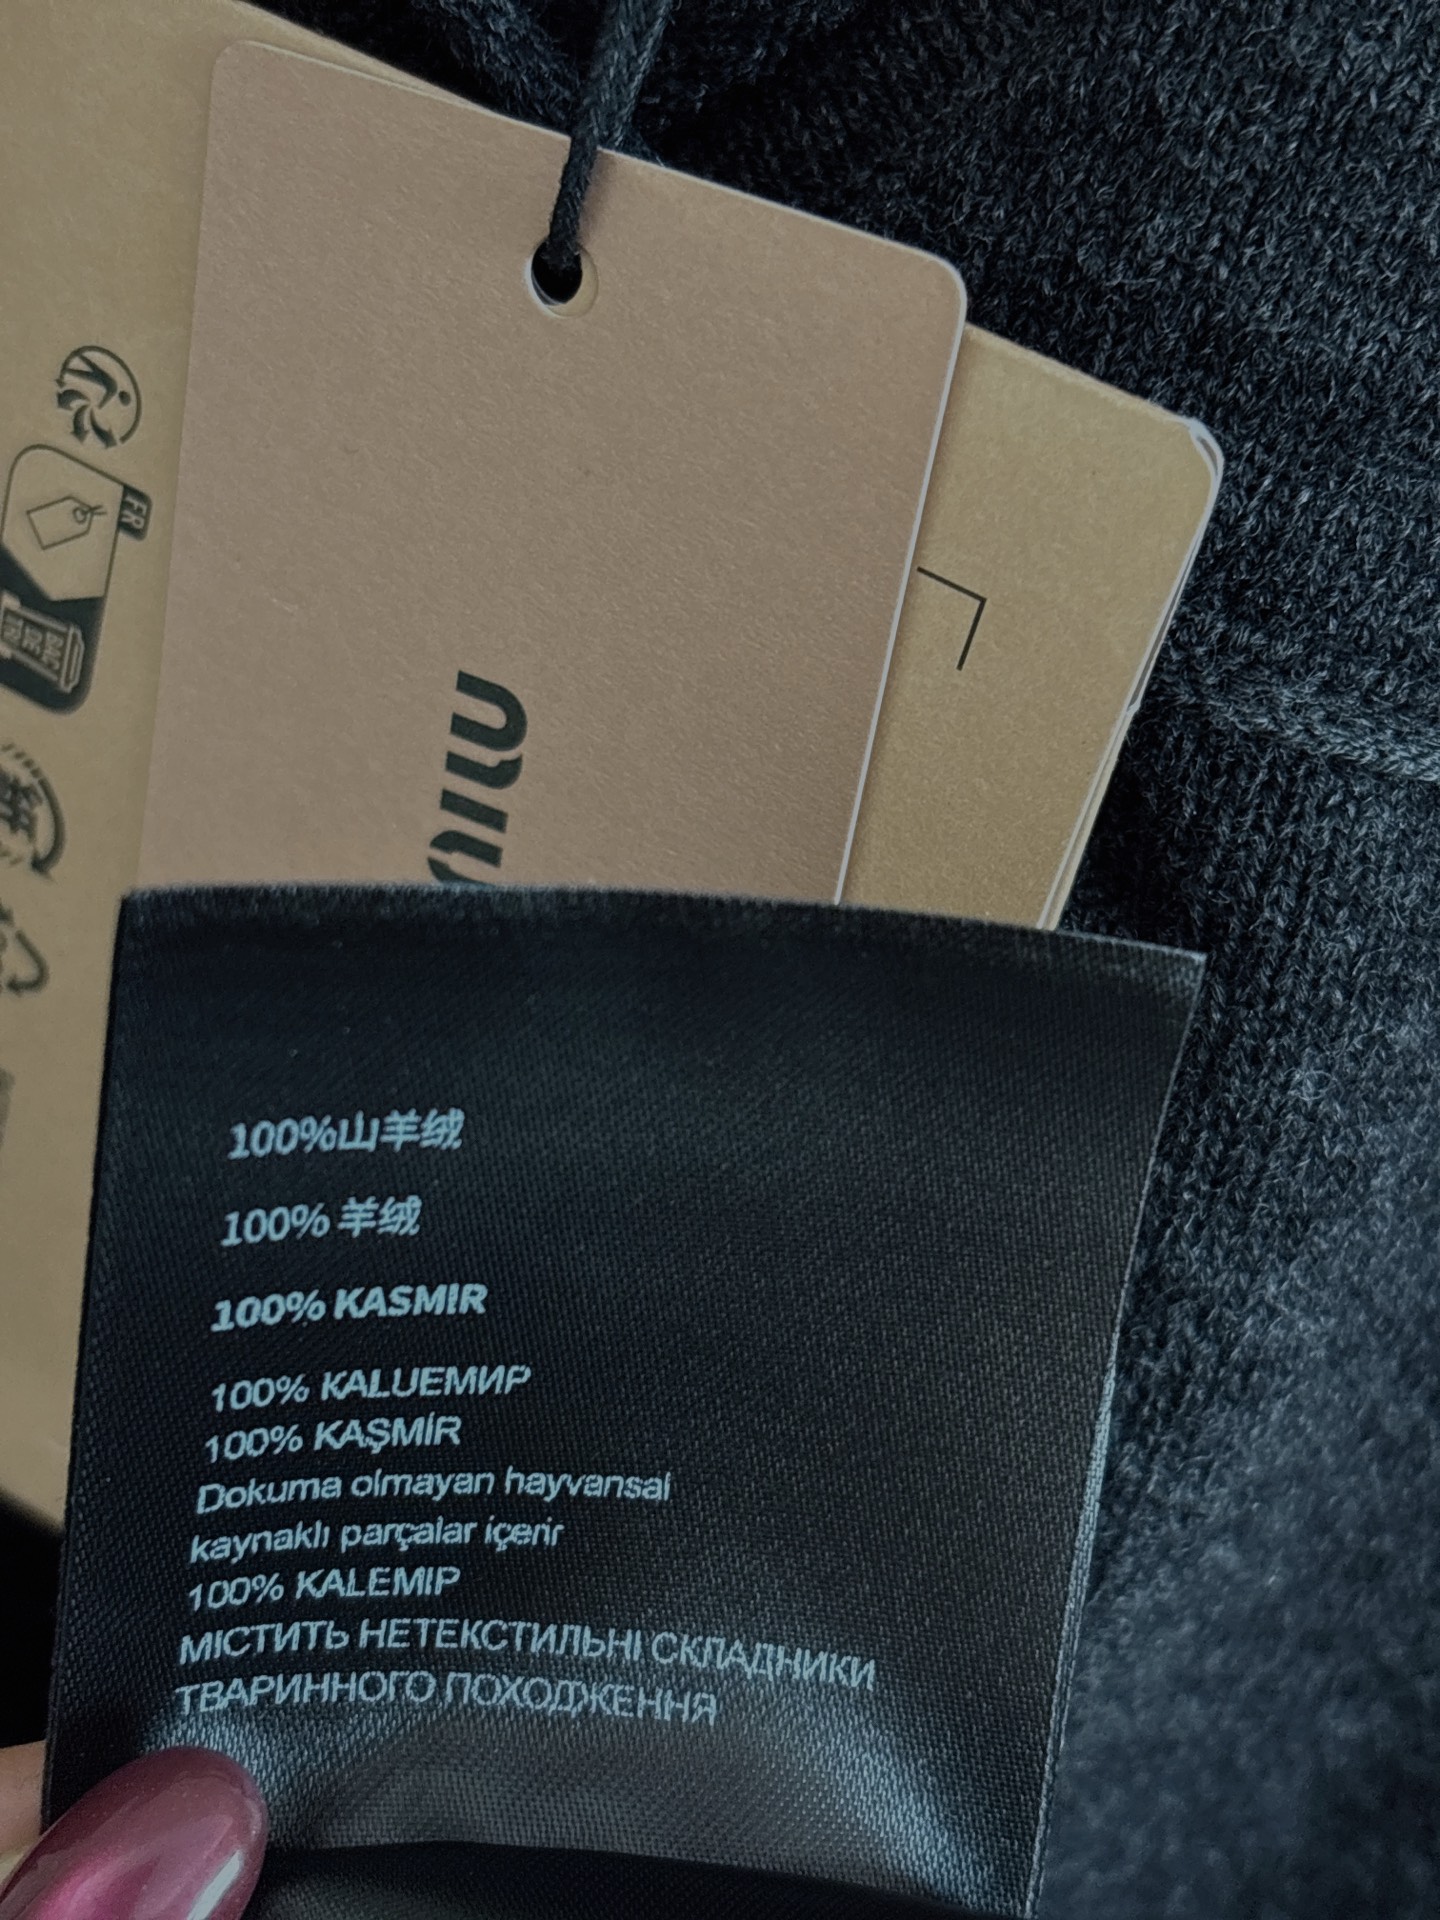 FR
miu
100%山羊绒
100% 羊绒
100% KASMIR
100% KALUEMИP
100% KAŞMİR
Dokuma olmayan hayvansal
kaynaklı parçalar içerir
100% KALEMIP
МІСТИТЬ НЕТЕКСТИЛЬНІ СКЛАДНИКИ
ТВАРИННОГО ПОХОДЖЕННЯ